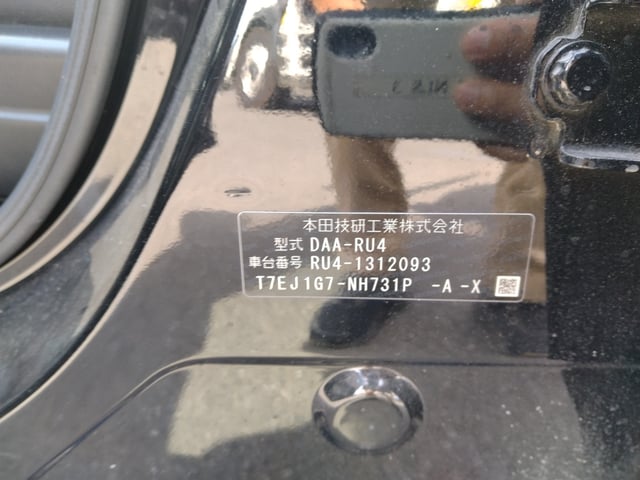 本田技研工業株式会社
型式 DAA-RU4
車台番号 RU4-1312093
T7EJ1G7-NH731P -A -X